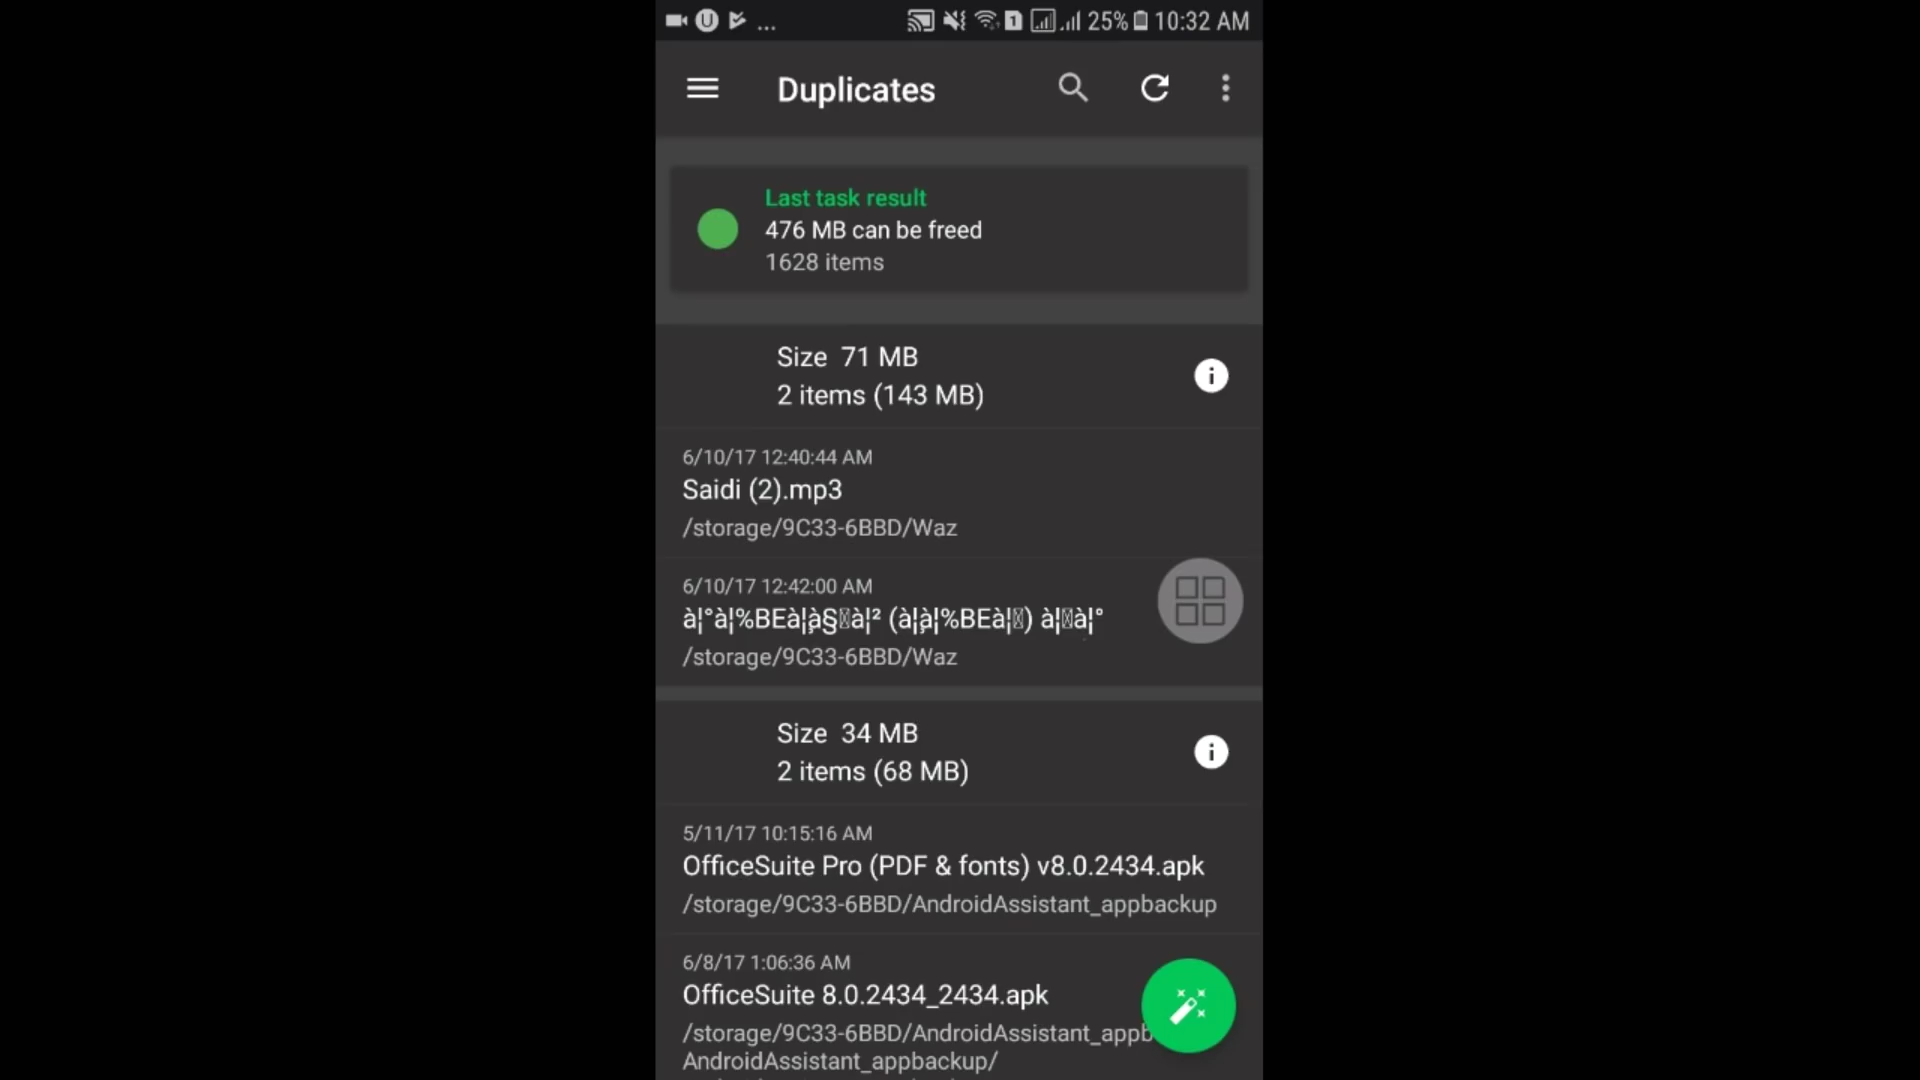 ... 1 25% 10:32 AM
Duplicates
Last task result
476 MB can be freed
1628 items
Size 71 MB
2 items (143 MB)
6/10/17 12:40:44 AM
Saidi (2).mp3
/storage/9C33-6BBD/Waz
6/10/17 12:42:00 AM
/storage/9C33-6BBD/Waz
Size 34 MB
2 items (68 MB)
5/11/17 10:15:16 AM
OfficeSuite Pro (PDF & fonts) v8.0.2434.apk
/storage/9C33-6BBD/AndroidAssistant_appbackup
6/8/17 1:06:36 AM
OfficeSuite 8.0.2434_2434.apk
/storage/9C33-6BBD/AndroidAssistant_appb
AndroidAssistant_appbackup/